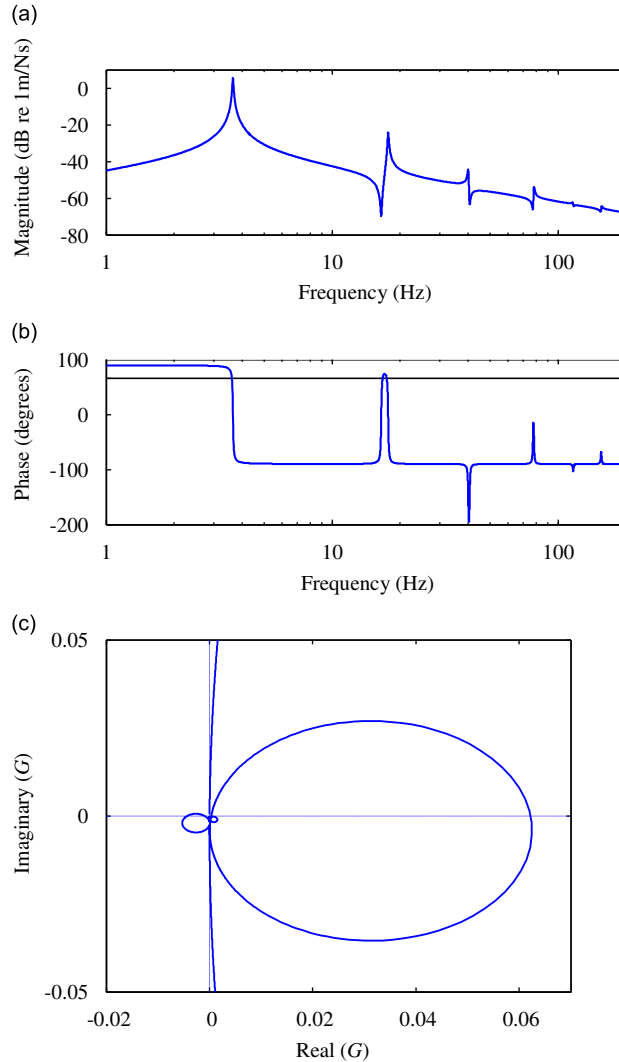 (a)
Magnitude (dB re 1m/Ns)
0
-20
-40
-60
-80
1
10
100
Frequency (Hz)
(b)
Phase (degrees)
100
0
-100
-200
1
10
100
Frequency (Hz)
(c)
Imaginary (G)
0.05
0
-0.05
-0.02
0
0.02
0.04
0.06
Real (G)